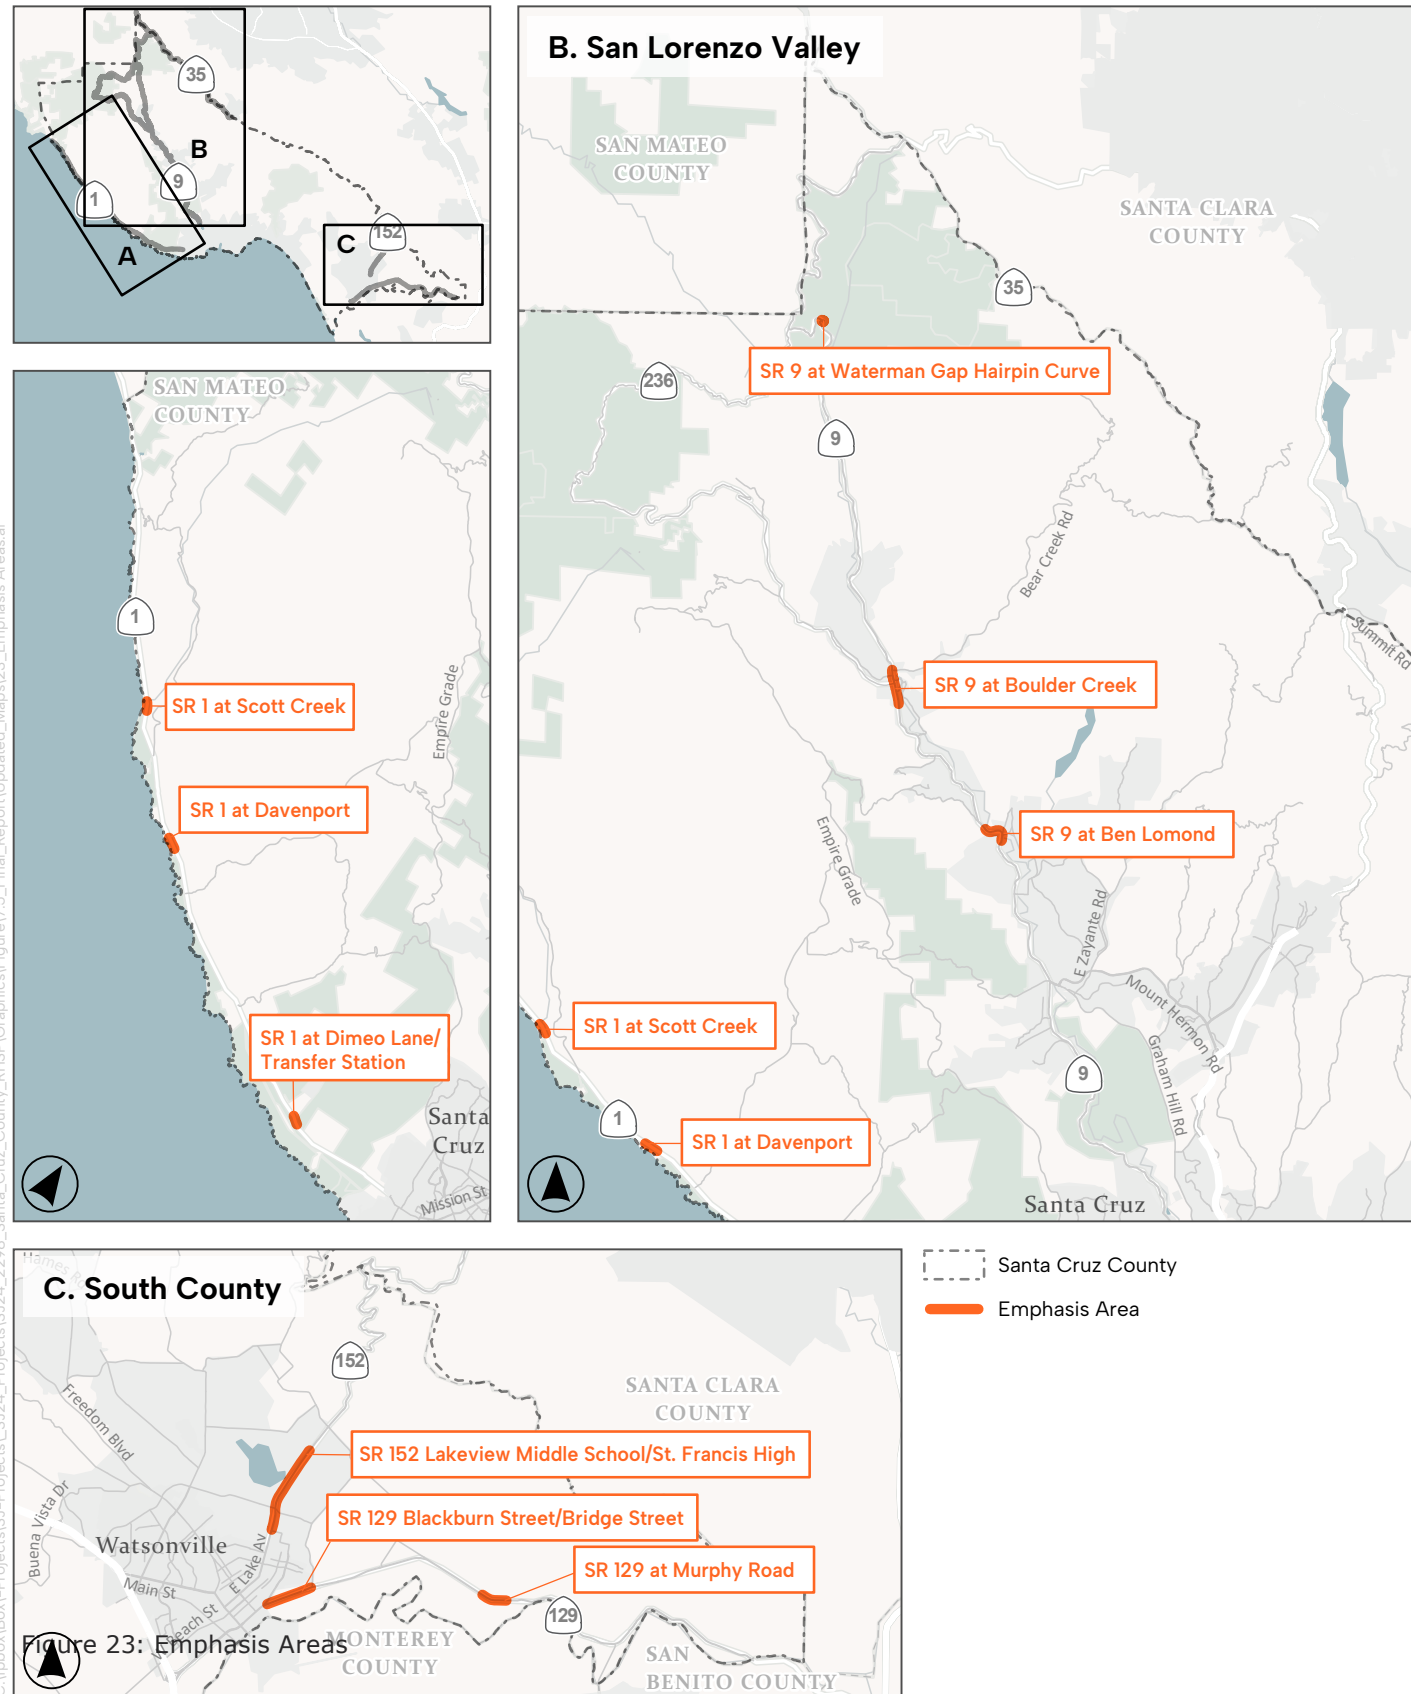 35
B
9
1
A
C
152
SAN MATEO
COUNTY
1
SR 1 at Scott Creek
Empire Grade
SR 1 at Davenport
SR 1 at Dimeo Lane/
Transfer Station
Santa
Cruz
Mission St
B. San Lorenzo Valley
SAN MATEO
COUNTY
SANTA CLARA
COUNTY
35
SR 9 at Waterman Gap Hairpin Curve
236
9
Bear Creek Rd
Summit Rd
SR 9 at Boulder Creek
SR 9 at Ben Lomond
Empire Grade
E Zayante Rd
Mount Hermon Rd
Graham Hill Rd
SR 1 at Scott Creek
9
1
SR 1 at Davenport
Santa Cruz
C. South County
152
SANTA CLARA
COUNTY
Freedom Blvd
SR 152 Lakeview Middle School/St. Francis High
Buena Vista Dr
SR 129 Blackburn Street/Bridge Street
Watsonville
E Lake Av
SR 129 at Murphy Road
Main St
Beach St
129
MONTEREY
COUNTY
SAN
BENITO COUNTY
Figure 23: Emphasis Areas
Santa Cruz County
Emphasis Area